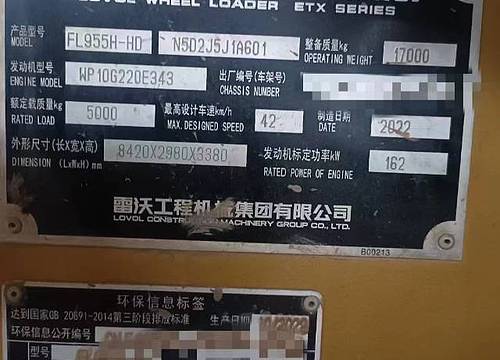 WHEEL LOADER ETX SERIES
产品型号 MODEL FL955H-HD N5D2J5J1A601 整备质量kg OPERATING WEIGHT 17000
发动机型号 ENGINE MODEL WP10G220E343 出厂编号(车架号) CHASSIS NUMBER
额定载质量kg RATED LOAD 5000 最高设计车速km/h MAX.DESIGNED SPEED 42 制造日期 DATE 2022
外形尺寸(长X宽X高) DIMENSION (LxWxH) mm 8420X2980X3380 发动机标定功率kW RATED POWER OF ENGINE 162
雷沃工程机械集团有限公司
LOVOL CONSTRUCTION MACHINERY GROUP CO., LTD.
B00213
环保信息标签
达到国家GB 20891-2014第三阶段排放标准 生产日期
环保信息公开编号
型号